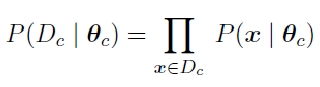 P(D_c | θ_c) = ∏_{x∈D_c} P(x | θ_c)